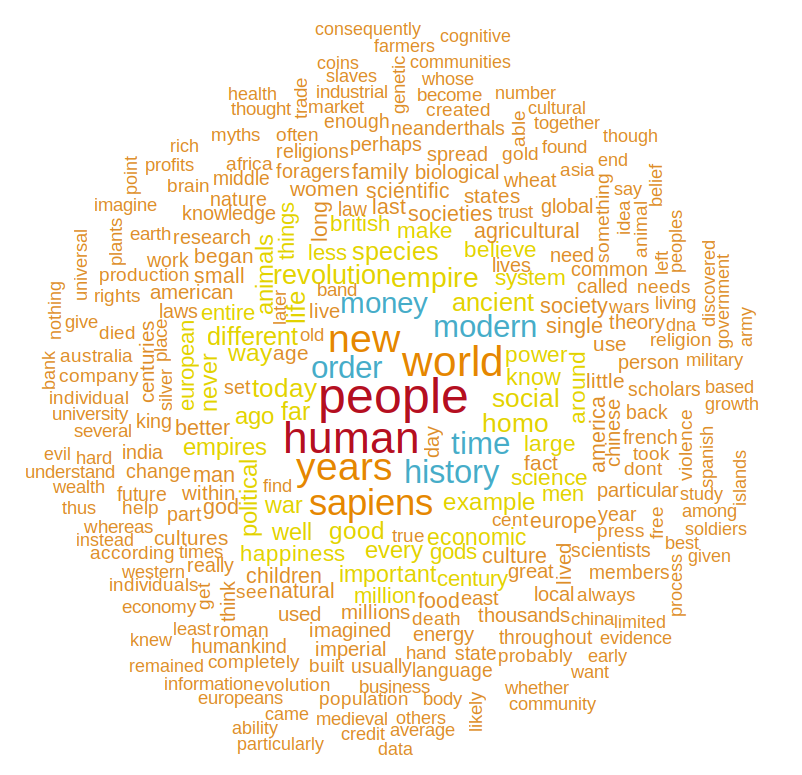 consequently
cognitive
farmers
coins
communities
slaves
genetic
whose
health
trade
industrial
become
number
thought
market
created
cultural
able
together
enough
neanderthals
though
myths
often
perhaps
found
rich
religions
spread
gold
end
profits
africa
foragers
family
biological
asia
point
brain
middle
women
scientific
wheat
something
say
belief
imagine
nature
law
last
states
trust
global
idea
animal
knowledge
long
societies
plants
earth
research
things
british
make
agricultural
left
peoples
universal
work
began
animals
less
species
believe
need
production
small
revolution
empire
lives
system
common
called
needs
discovered
government
nothing
rights
american
later
life
band
money
ancient
society
wars
living
give
laws
entire
live
modern
single
theory
dna
army
died
centuries
place
european
different
old
new
use
religion
australia
way
age
order
world
power
person
military
bank
company
silver
never
set
today
people
know
social
around
little
scholars
based
individual
growth
university
king
ago
far
homo
america
chinese
back
several
better
human
day
time
large
french
violence
spanish
evil
hard
india
empires
took
understand
change
man
political
years
history
fact
science
dont
islands
wealth
future
within
god
find
sapiens
example
men
particular
study
thus
help
part
war
cent
europe
year
free
among
whereas
soldiers
instead
cultures
well
good
true
economic
press
best
according
times
happiness
every
gods
culture
lived
scientists
given
western
really
children
important
century
great
members
process
individuals
get
think
see
natural
million
food
east
local
always
economy
used
millions
death
thousands
china
limited
least
roman
imagined
energy
throughout
evidence
knew
humankind
imperial
hand
state
probably
early
remained
completely
built
usually
language
want
information
evolution
business
whether
europeans
population
body
likely
community
came
medieval
others
ability
credit
average
particularly
data